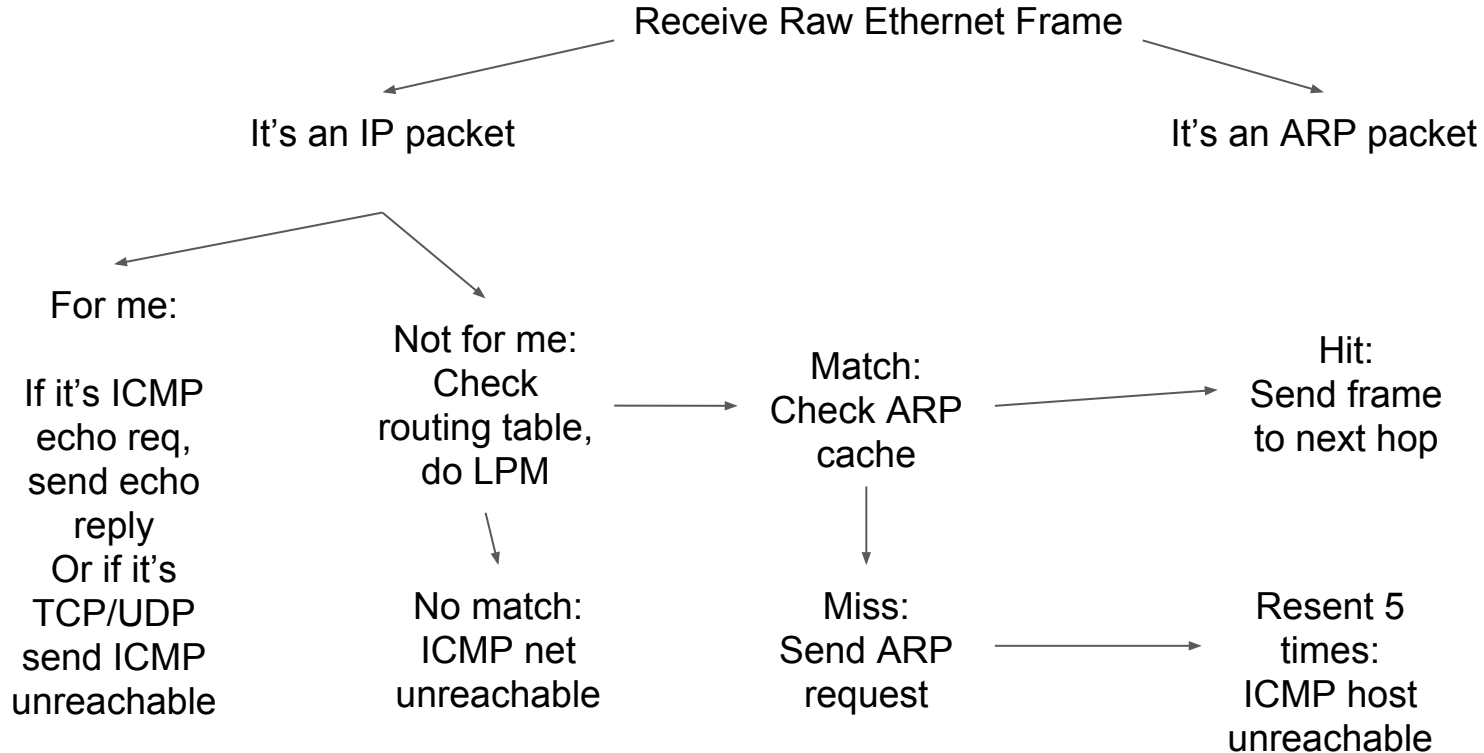 Receive Raw Ethernet Frame
It's an IP packet
It's an ARP packet
For me:
If it's ICMP
echo req,
send echo
reply
Or if it's
TCP/UDP
send ICMP
unreachable
Not for me:
Check
routing table,
do LPM
Match:
Check ARP
cache
Hit:
Send frame
to next hop
No match:
ICMP net
unreachable
Miss:
Send ARP
request
Resent 5
times:
ICMP host
unreachable